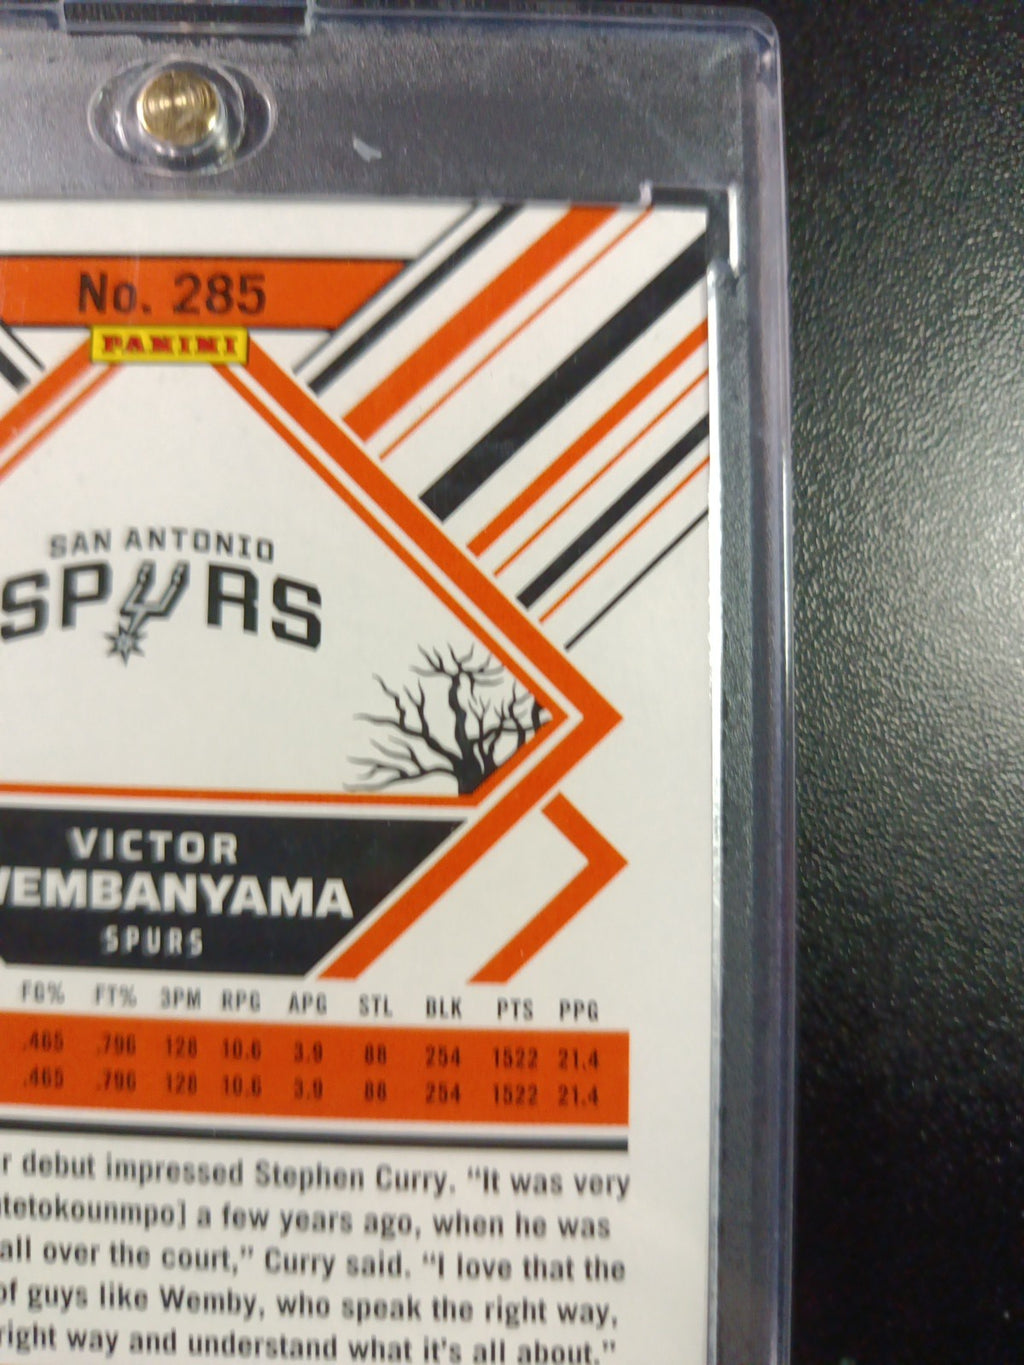 No. 285
PANINI
SAN ANTONIO
SPURS
VICTOR
WEMBANYAMA
SPURS
FG% FT% 3PM RPG APG STL BLK PTS PPG
.465 .796 128 10.6 3.9 88 254 1522 21.4
.465 .796 128 10.6 3.9 88 254 1522 21.4
r debut impressed Stephen Curry. “It was very
tetokounmpo] a few years ago, when he was
all over the court,” Curry said. “I love that the
of guys like Wemby, who speak the right way,
right way and understand what it's all about.”